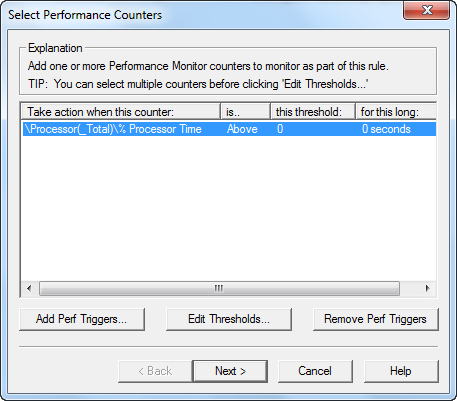 Select Performance Counters
Explanation
Add one or more Performance Monitor counters to monitor as part of this rule.
TIP:  You can select multiple counters before clicking 'Edit Thresholds...'
Take action when this counter: is.. this threshold: for this long:
\Processor(_Total)\% Processor Time Above 0 0 seconds
Add Perf Triggers... Edit Thresholds... Remove Perf Triggers
< Back Next > Cancel Help